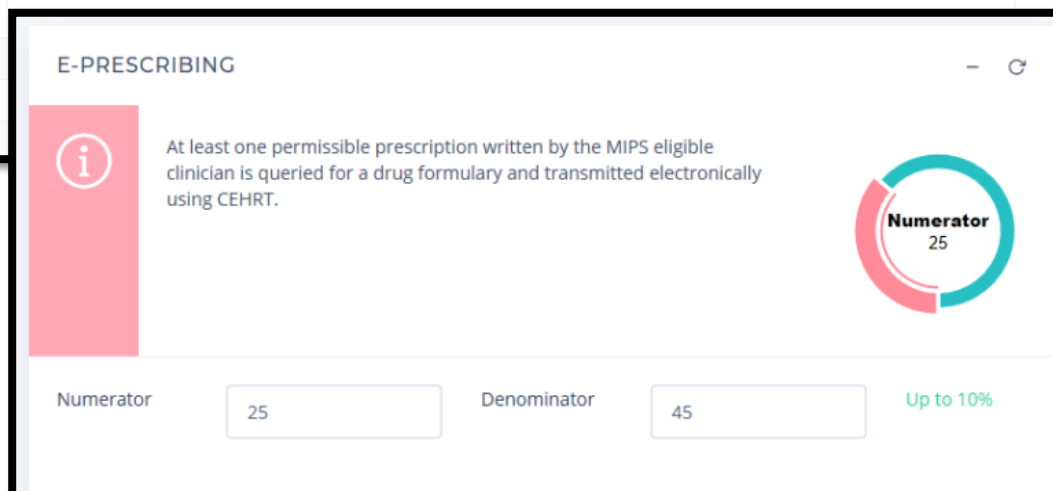 E-PRESCRIBING
At least one permissible prescription written by the MIPS eligible
clinician is queried for a drug formulary and transmitted electronically
using CEHRT.
Numerator
25
Numerator
25
Denominator
45
Up to 10%